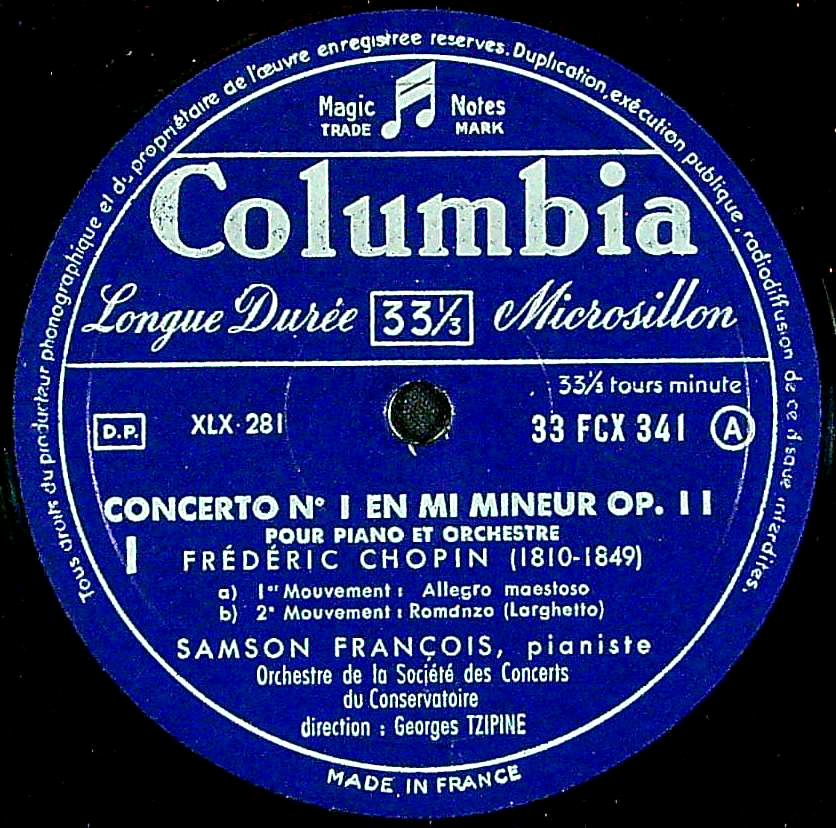 Tous droits du producteur phonographique et du propriétaire de l'œuvre enregistrée reserves. Duplication, exécution publique, radiodiffusion de ce disque interdites.
Magic Notes
TRADE MARK
Columbia
Longue Durée 33⅓ Microsillon
33⅓ tours minute
D.P. XLX·281 33 FCX 341 A
CONCERTO N° 1 EN MI MINEUR OP. 11
POUR PIANO ET ORCHESTRE
I FRÉDÉRIC CHOPIN (1810-1849)
a) 1er Mouvement : Allegro maestoso
b) 2e Mouvement : Romanzo (Larghetto)
SAMSON FRANÇOIS, pianiste
Orchestre de la Société des Concerts
du Conservatoire
direction : Georges TZIPINE
MADE IN FRANCE